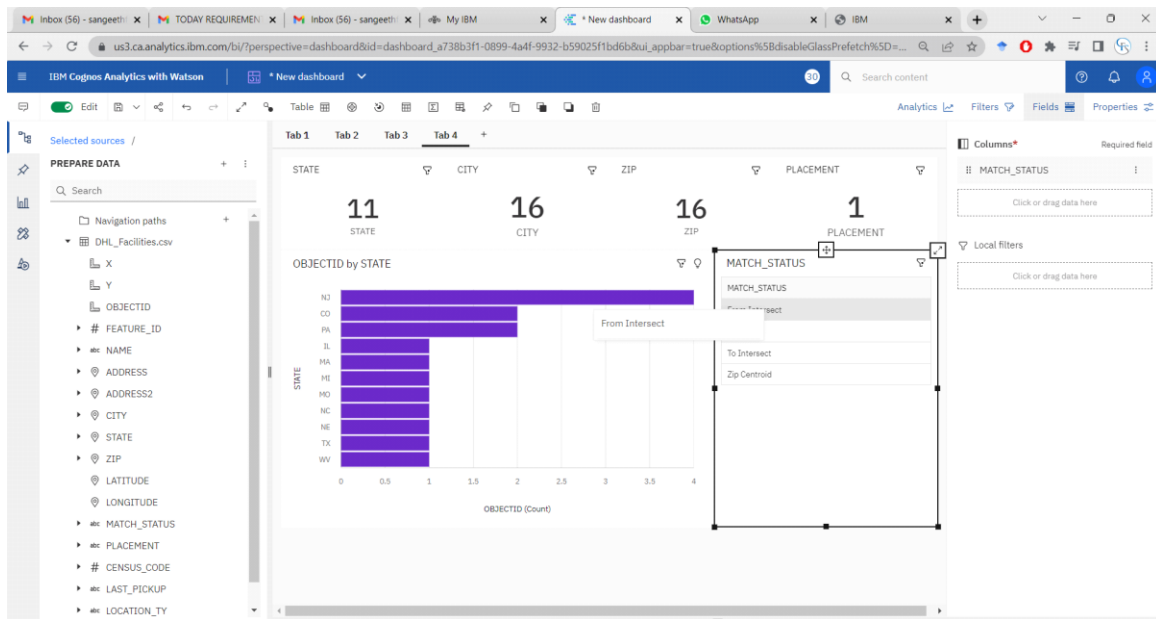 Inbox (56) - sangeeth
TODAY REQUIREMEN
Inbox (56) - sangeeth
My IBM
* New dashboard
WhatsApp
IBM
us3.ca.analytics.ibm.com/bi/?perspective=dashboard&id=dashboard_a738b3f1-0899-4a4f-9932-b59025f1bd6b&ui_appbar=true&options%5BdisableGlassPrefetch%5D=...
IBM Cognos Analytics with Watson
* New dashboard
30
Search content
Edit
Table
Analytics
Filters
Fields
Properties
Selected sources /
PREPARE DATA
Search
Navigation paths
DHL_Facilities.csv
X
Y
OBJECTID
# FEATURE_ID
abc NAME
ADDRESS
ADDRESS2
CITY
STATE
ZIP
LATITUDE
LONGITUDE
abc MATCH_STATUS
abc PLACEMENT
# CENSUS_CODE
abc LAST_PICKUP
abc LOCATION_TY
Tab 1 Tab 2 Tab 3 Tab 4 +
STATE
11
STATE
CITY
16
CITY
ZIP
16
ZIP
PLACEMENT
1
PLACEMENT
OBJECTID by STATE
STATE
NJ
CO
PA
IL
MA
MI
MO
NC
NE
TX
WV
0 0.5 1 1.5 2 2.5 3 3.5 4
OBJECTID (Count)
From Intersect
MATCH_STATUS
MATCH_STATUS
From Intersect
To Intersect
Zip Centroid
Columns*
Required field
MATCH_STATUS
Click or drag data here
Local filters
Click or drag data here